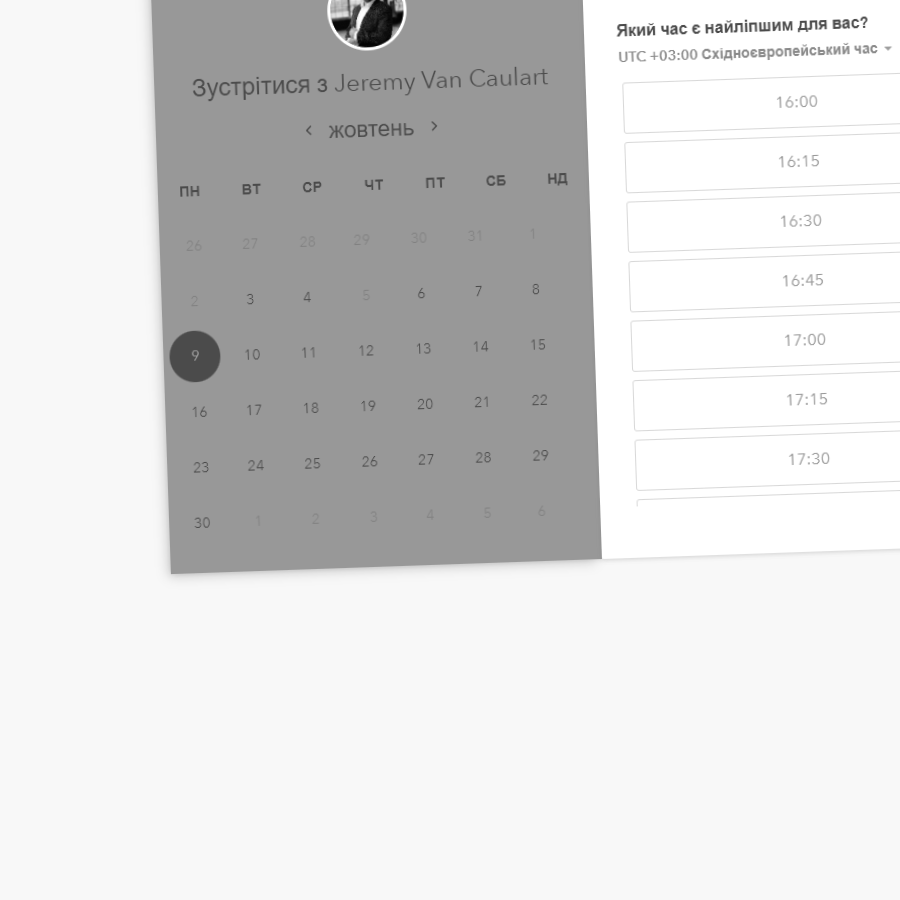 Зустрітися з Jeremy Van Caulart
‹ жовтень ›
ПН ВТ СР ЧТ ПТ СБ НД
26 27 28 29 30 31 1
2 3 4 5 6 7 8
9 10 11 12 13 14 15
16 17 18 19 20 21 22
23 24 25 26 27 28 29
30 1 2 3 4 5 6
Який час є найліпшим для вас?
UTC +03:00 Східноєвропейський час
16:00
16:15
16:30
16:45
17:00
17:15
17:30